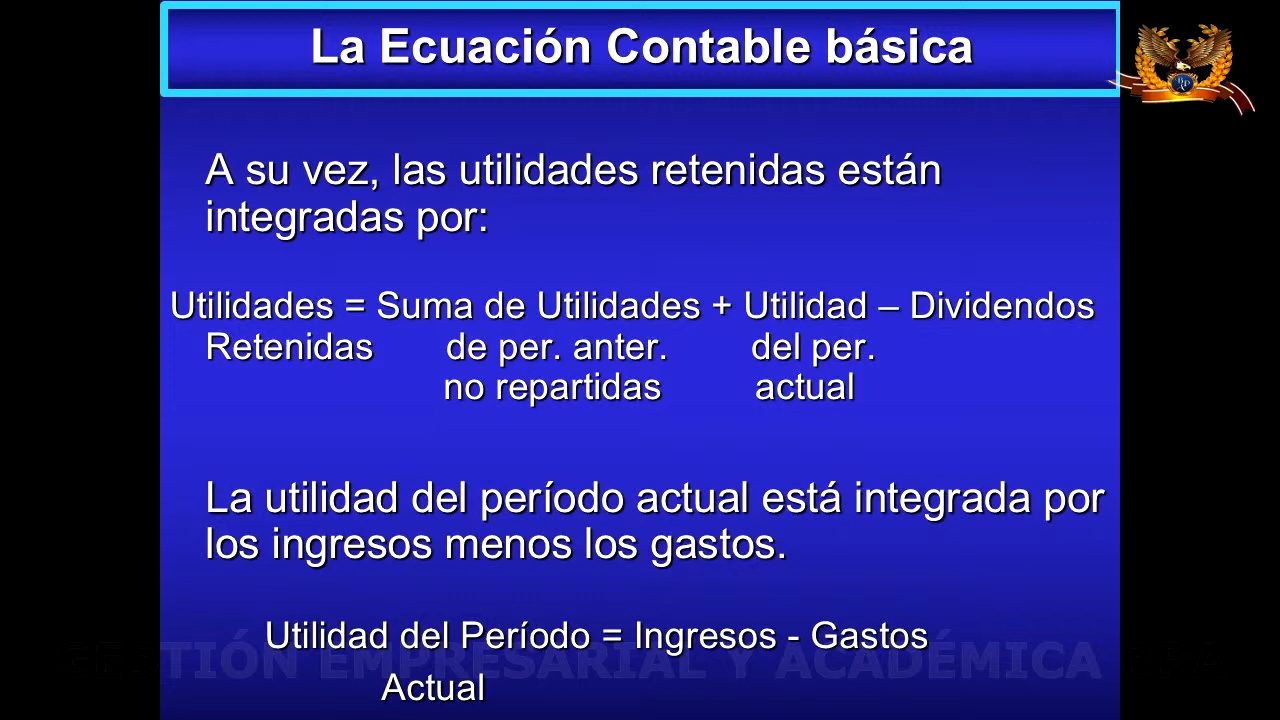 La Ecuación Contable básica
A su vez, las utilidades retenidas están
integradas por:
Utilidades = Suma de Utilidades + Utilidad – Dividendos
Retenidas de per. anter. del per.
no repartidas actual
La utilidad del período actual está integrada por
los ingresos menos los gastos.
Utilidad del Período = Ingresos - Gastos
GESTIÓN EMPRESARIAL Y ACADÉMICA
Actual